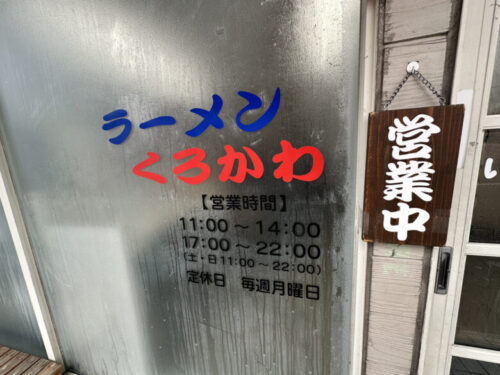 ラーメン
くろかわ
【営業時間】
11:00～14:00
17:00～22:00
(土・日11:00～22:00)
定休日 毎週月曜日
営業中
い